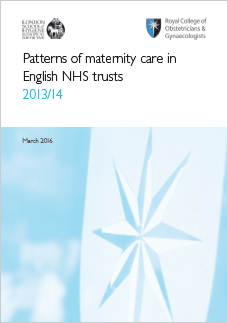 LONDON
SCHOOL of
HYGIENE
&TROPICAL
MEDICINE
Royal College of
Obstetricians &
Gynaecologists
Patterns of maternity care in
English NHS trusts
2013/14
March 2016